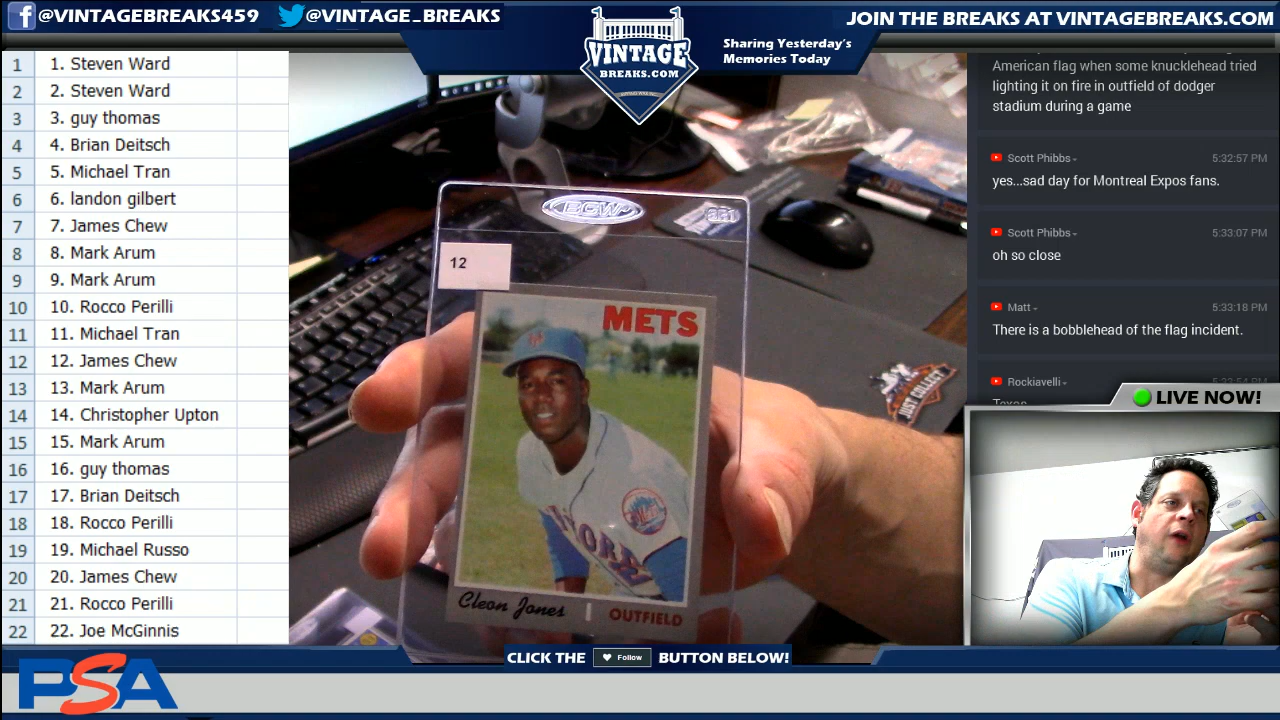 @VINTAGEBREAKS459
@VINTAGE_BREAKS
VINTAGE
BREAKS.COM
Sharing Yesterday's
Memories Today
JOIN THE BREAKS AT VINTAGEBREAKS.COM
1 1. Steven Ward
2 2. Steven Ward
3 3. guy thomas
4 4. Brian Deitsch
5 5. Michael Tran
6 6. landon gilbert
7 7. James Chew
8 8. Mark Arum
9 9. Mark Arum
10 10. Rocco Perilli
11 11. Michael Tran
12 12. James Chew
13 13. Mark Arum
14 14. Christopher Upton
15 15. Mark Arum
16 16. guy thomas
17 17. Brian Deitsch
18 18. Rocco Perilli
19 19. Michael Russo
20 20. James Chew
21 21. Rocco Perilli
22 22. Joe McGinnis
BCW
12
METS
Cleon Jones
OUTFIELD
JUST COLLECT
American flag when some knucklehead tried
lighting it on fire in outfield of dodger
stadium during a game
Scott Phibbs 5:32:57 PM
yes...sad day for Montreal Expos fans.
Scott Phibbs 5:33:07 PM
oh so close
Matt 5:33:18 PM
There is a bobblehead of the flag incident.
Rockiavelli
LIVE NOW!
CLICK THE Follow BUTTON BELOW!
PSA